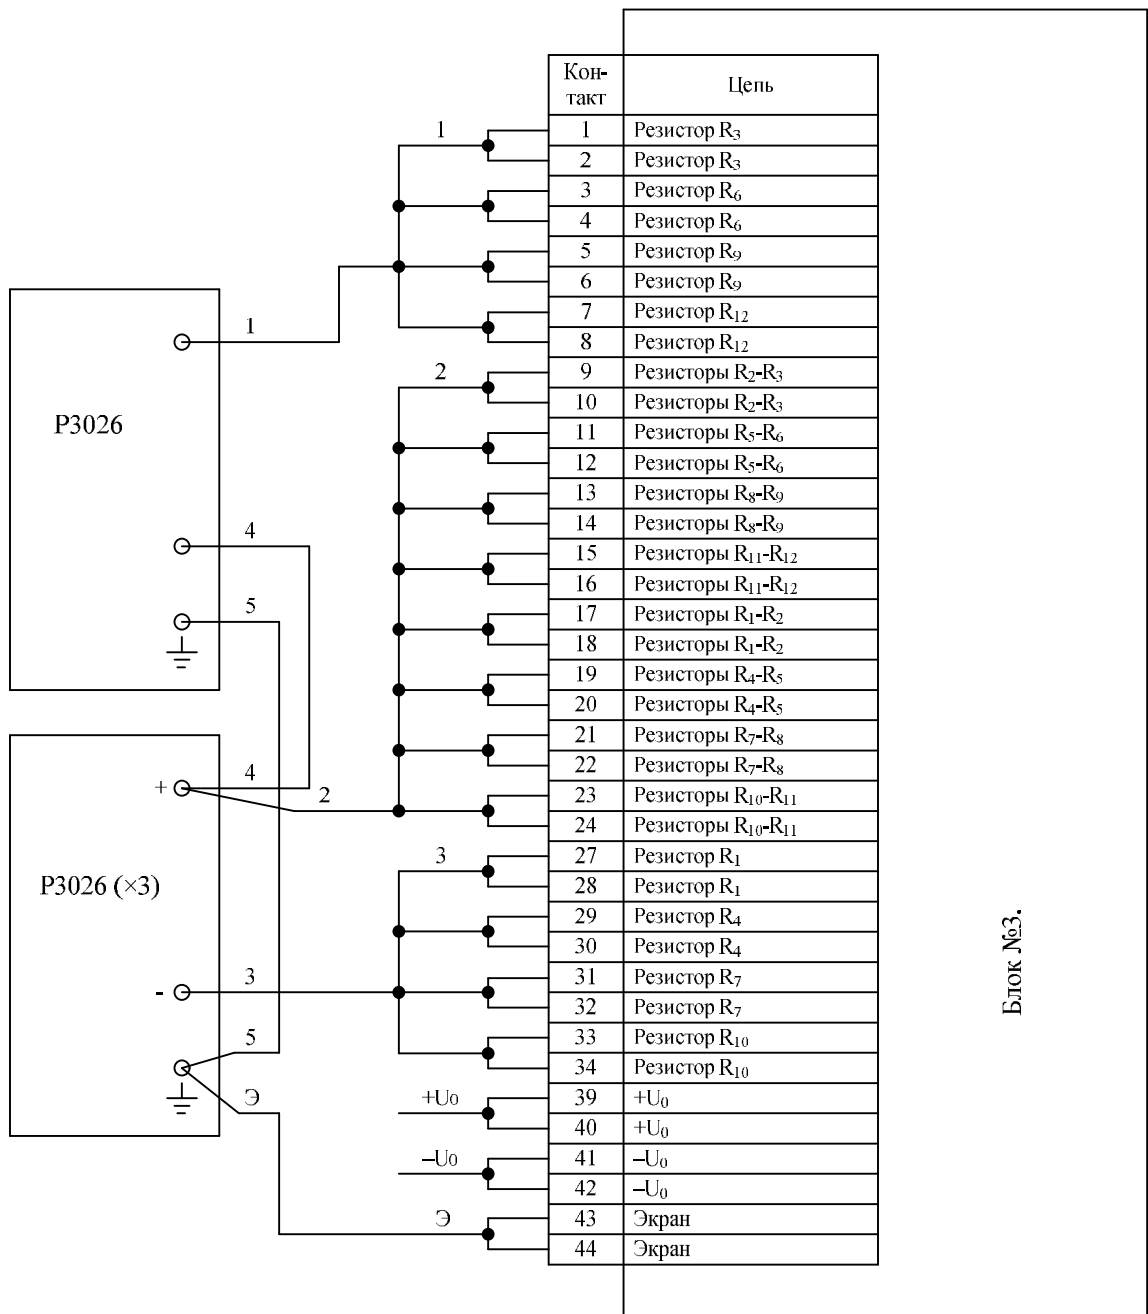 Кон-
такт
Цепь
1 Резистор R₃
2 Резистор R₃
3 Резистор R₆
4 Резистор R₆
5 Резистор R₉
6 Резистор R₉
7 Резистор R₁₂
8 Резистор R₁₂
9 Резисторы R₂-R₃
10 Резисторы R₂-R₃
11 Резисторы R₅-R₆
12 Резисторы R₅-R₆
13 Резисторы R₈-R₉
14 Резисторы R₈-R₉
15 Резисторы R₁₁-R₁₂
16 Резисторы R₁₁-R₁₂
17 Резисторы R₁-R₂
18 Резисторы R₁-R₂
19 Резисторы R₄-R₅
20 Резисторы R₄-R₅
21 Резисторы R₇-R₈
22 Резисторы R₇-R₈
23 Резисторы R₁₀-R₁₁
24 Резисторы R₁₀-R₁₁
27 Резистор R₁
28 Резистор R₁
29 Резистор R₄
30 Резистор R₄
31 Резистор R₇
32 Резистор R₇
33 Резистор R₁₀
34 Резистор R₁₀
39 +U₀
40 +U₀
41 –U₀
42 –U₀
43 Экран
44 Экран
1
2
3
+U₀
–U₀
Э
Р3026
1
4
5
Р3026 (×3)
+
4
2
-
3
5
Э
Блок №3.